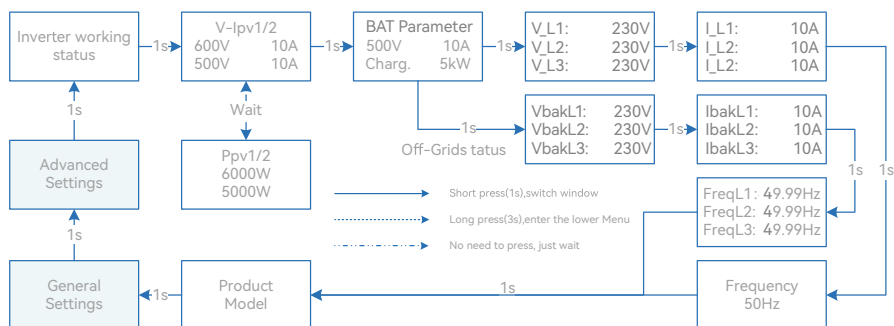 Inverter working
status
1s
V-Ipv1/2
600V 10A
500V 10A
1s
BAT Parameter
500V 10A
Charg. 5kW
1s
V_L1: 230V
V_L2: 230V
V_L3: 230V
1s
I_L1: 10A
I_L2: 10A
I_L2: 10A
1s
Wait
1s
Off-Grids tatus
VbakL1: 230V
VbakL2: 230V
VbakL3: 230V
1s
IbakL1: 10A
IbakL2: 10A
IbakL3: 10A
1s
1s
Advanced
Settings
Ppv1/2
6000W
5000W
Short press(1s),switch window
Long press(3s),enter the lower Menu
No need to press, just wait
FreqL1: 49.99Hz
FreqL2: 49.99Hz
FreqL3: 49.99Hz
1s
General
Settings
1s
Product
Model
1s
Frequency
50Hz